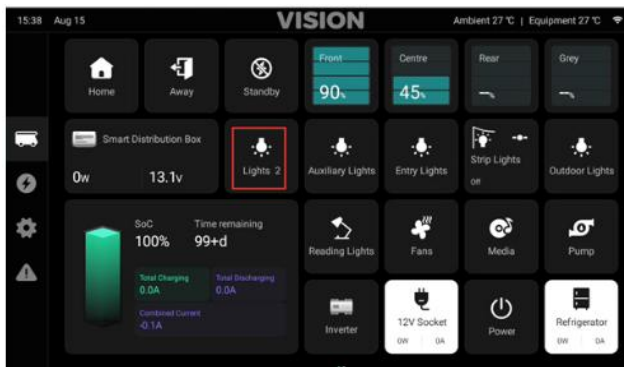 15:38 Aug 15 VISION Ambient 27 ℃ | Equipment 27 ℃
Home Away Standby Front Centre Rear Grey
90% 45% --% --%
Smart Distribution Box
0W 13.1V
Lights 2 Auxiliary Lights Entry Lights Strip Lights Outdoor Lights
Off
SoC Time remaining
100% 99+d
Total Charging Total Discharging
0.0A 0.0A
Combined Current
-0.1A
Reading Lights Fans Media Pump
Inverter 12V Socket Power Refrigerator
0W 0A 0W 0A